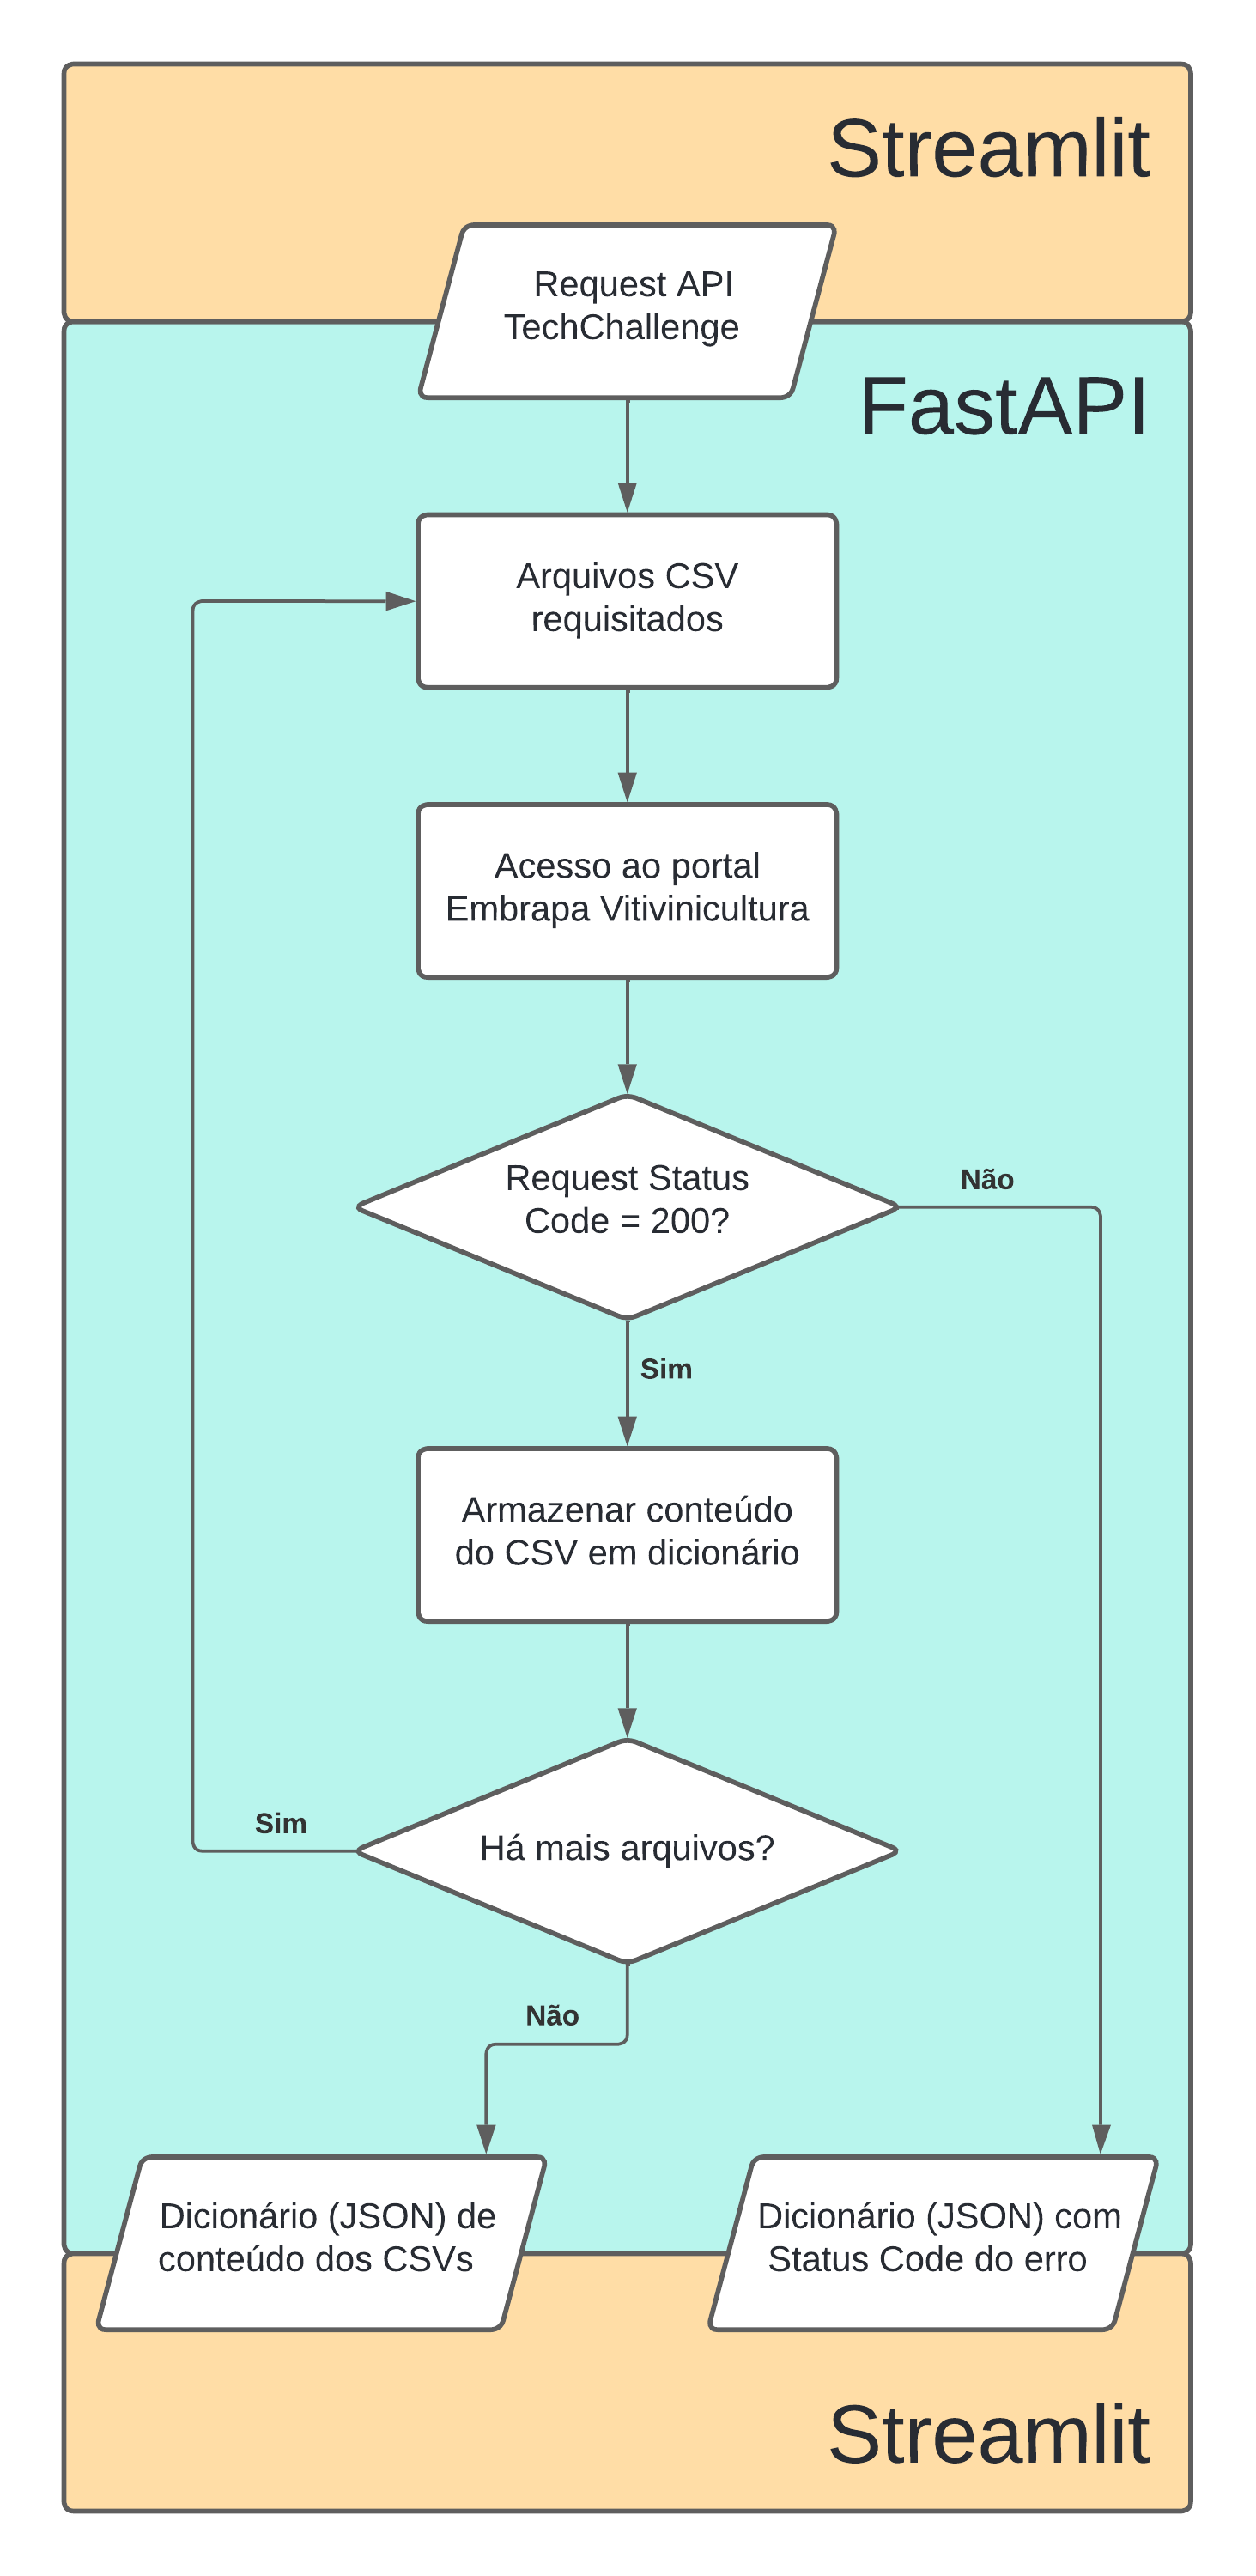 Streamlit
Request API
TechChallenge
FastAPI
Arquivos CSV
requisitados
Acesso ao portal
Embrapa Vitivinicultura
Request Status
Code = 200?
Não
Sim
Armazenar conteúdo
do CSV em dicionário
Há mais arquivos?
Sim
Não
Dicionário (JSON) de
conteúdo dos CSVs
Dicionário (JSON) com
Status Code do erro
Streamlit